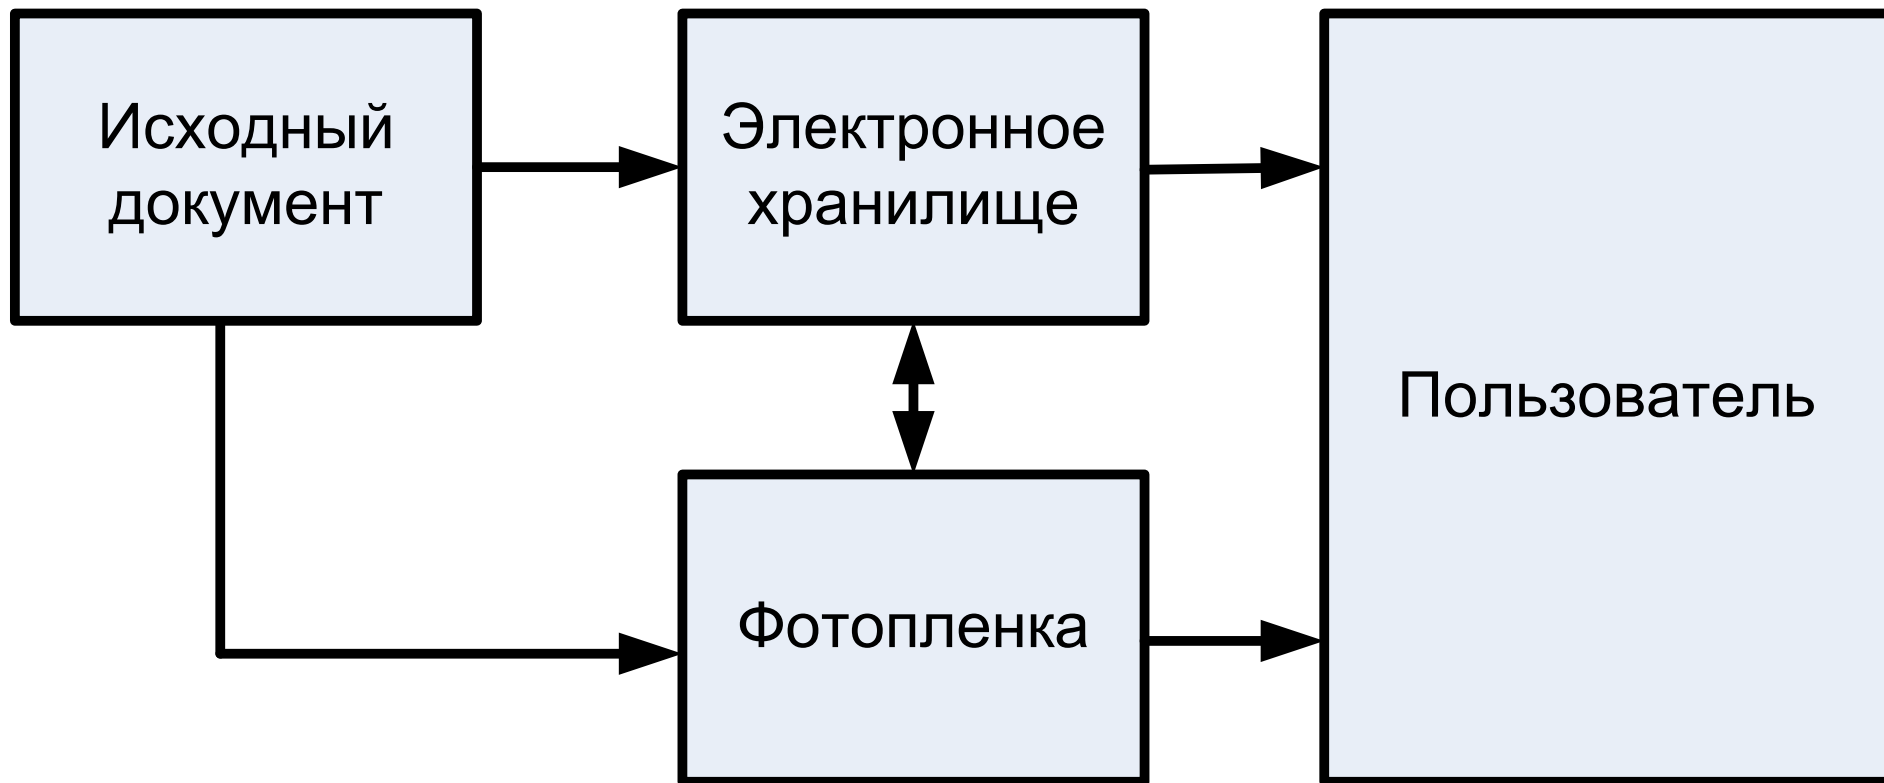 Исходный
документ
Электронное
хранилище
Пользователь
Фотопленка